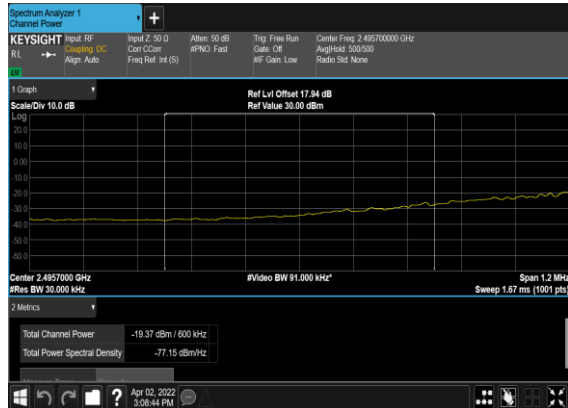 Spectrum Analyzer 1
Channel Power
KEYSIGHT Input: RF Input Z: 50 Ω Atten: 50 dB Trig: Free Run Center Freq: 2.495700000 GHz
RL Coupling: DC Corr CCorr #PNO: Fast Gate: Off Avg|Hold: 500/500
Align: Auto Freq Ref: Int (S) #IF Gain: Low Radio Std: None
1 Graph Ref Lvl Offset 17.94 dB
Scale/Div 10.0 dB Ref Value 30.00 dBm
Log
20.0
10.0
0.00
-10.0
-20.0
-30.0
-40.0
-50.0
-60.0
Center 2.4957000 GHz #Video BW 91.000 kHz* Span 1.2 MHz
#Res BW 30.000 kHz Sweep 1.67 ms (1001 pts)
2 Metrics
Total Channel Power -19.37 dBm / 600 kHz
Total Power Spectral Density -77.15 dBm/Hz
? Apr 02, 2022
3:08:44 PM